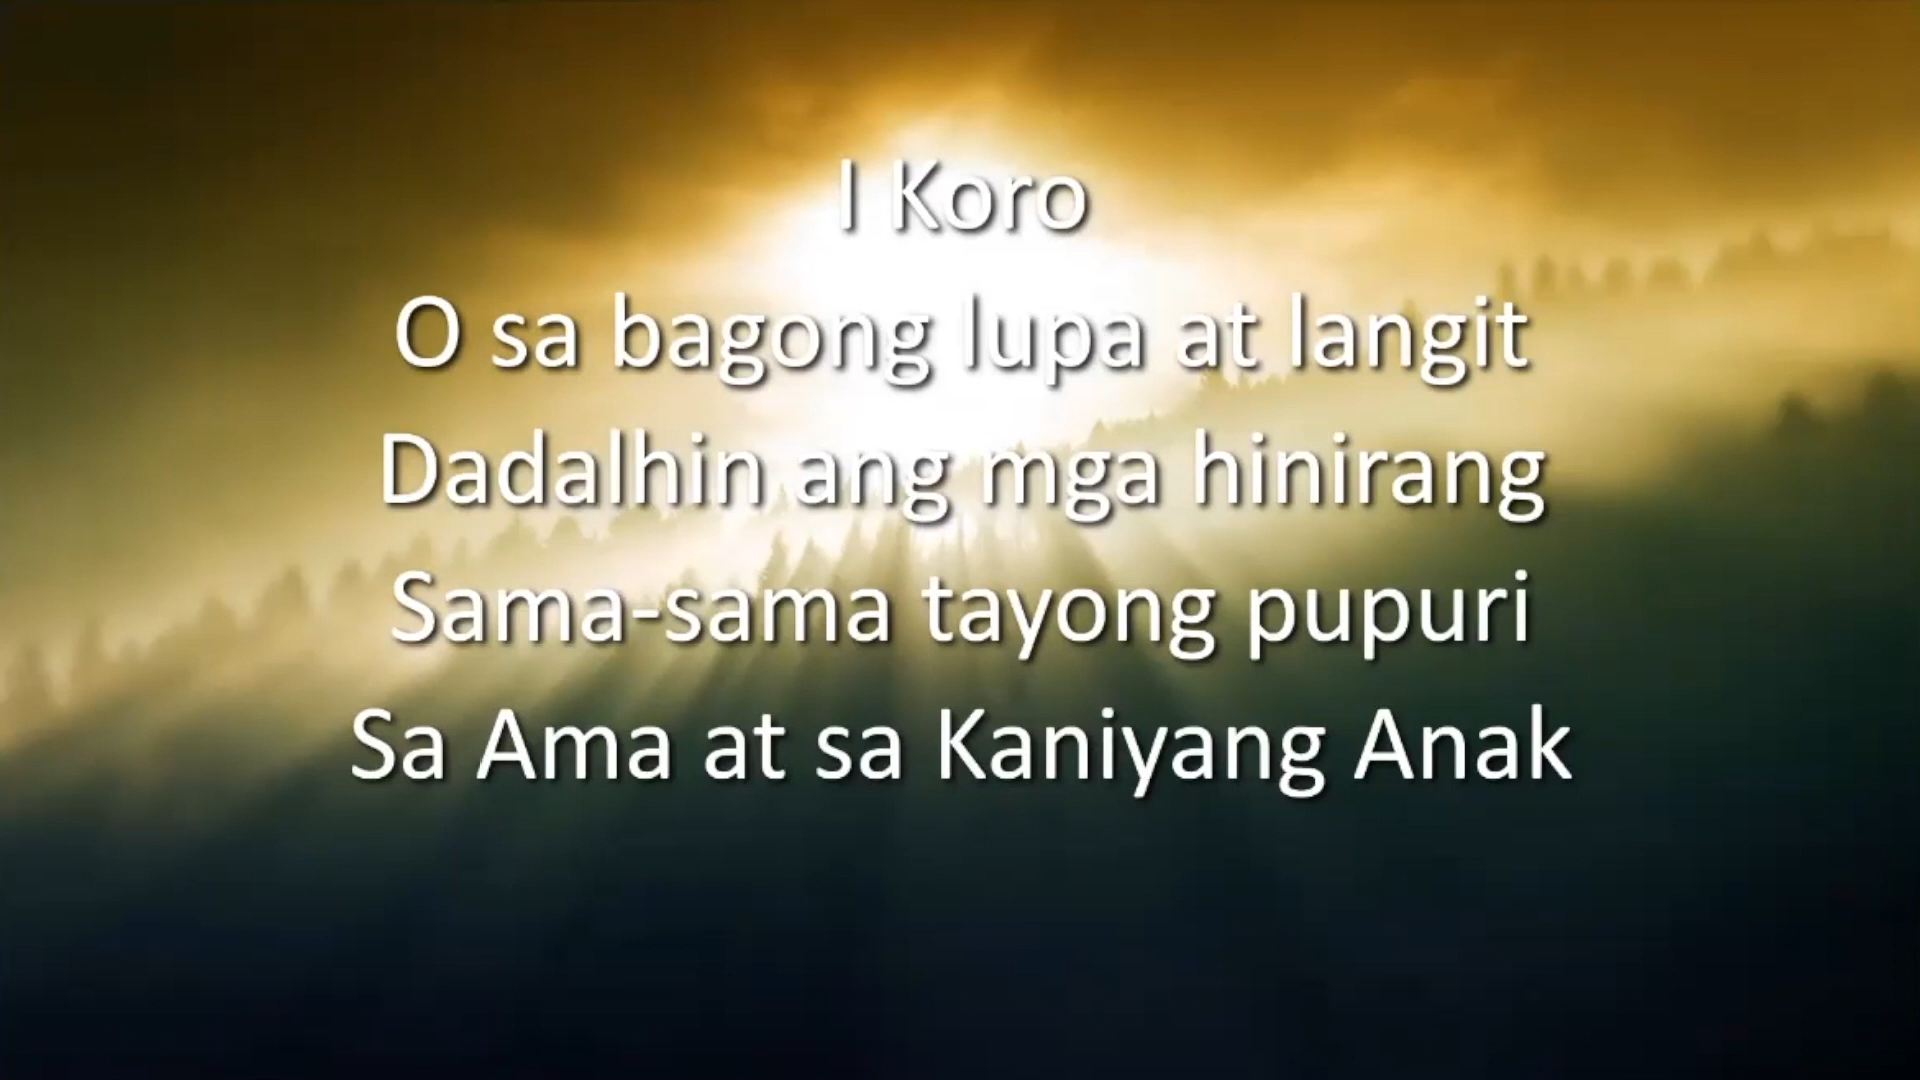 I Koro
O sa bagong lupa at langit
Dadalhin ang mga hinirang
Sama-sama tayong pupuri
Sa Ama at sa Kaniyang Anak